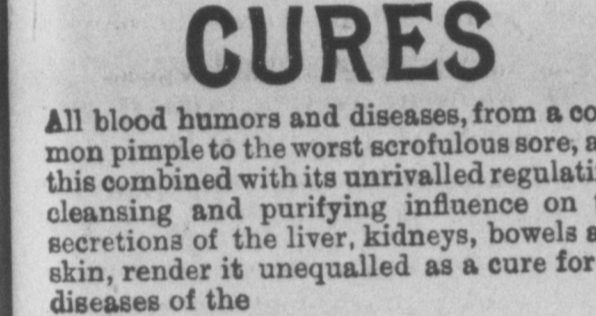 CURES
All blood humors and diseases, from a co
mon pimple to the worst scrofulous sore, a
this combined with its unrivalled regulati
cleansing and purifying influence on
secretions of the liver, kidneys, bowels a
skin, render it unequalled as a cure for
diseases of the